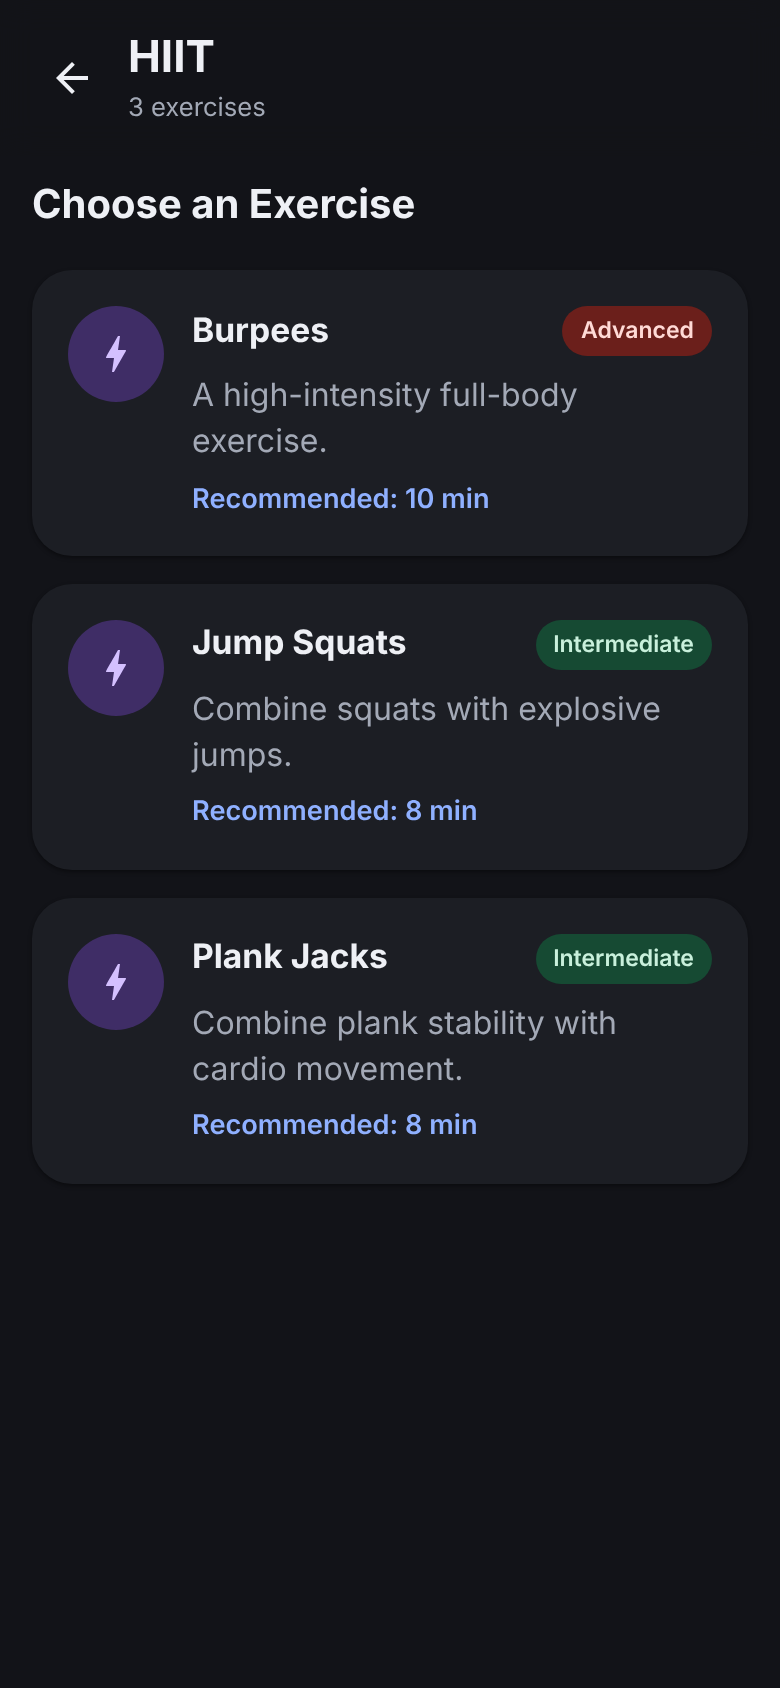 HIIT
3 exercises
Choose an Exercise
Burpees
Advanced
A high-intensity full-body
exercise.
Recommended: 10 min
Jump Squats
Intermediate
Combine squats with explosive
jumps.
Recommended: 8 min
Plank Jacks
Intermediate
Combine plank stability with
cardio movement.
Recommended: 8 min